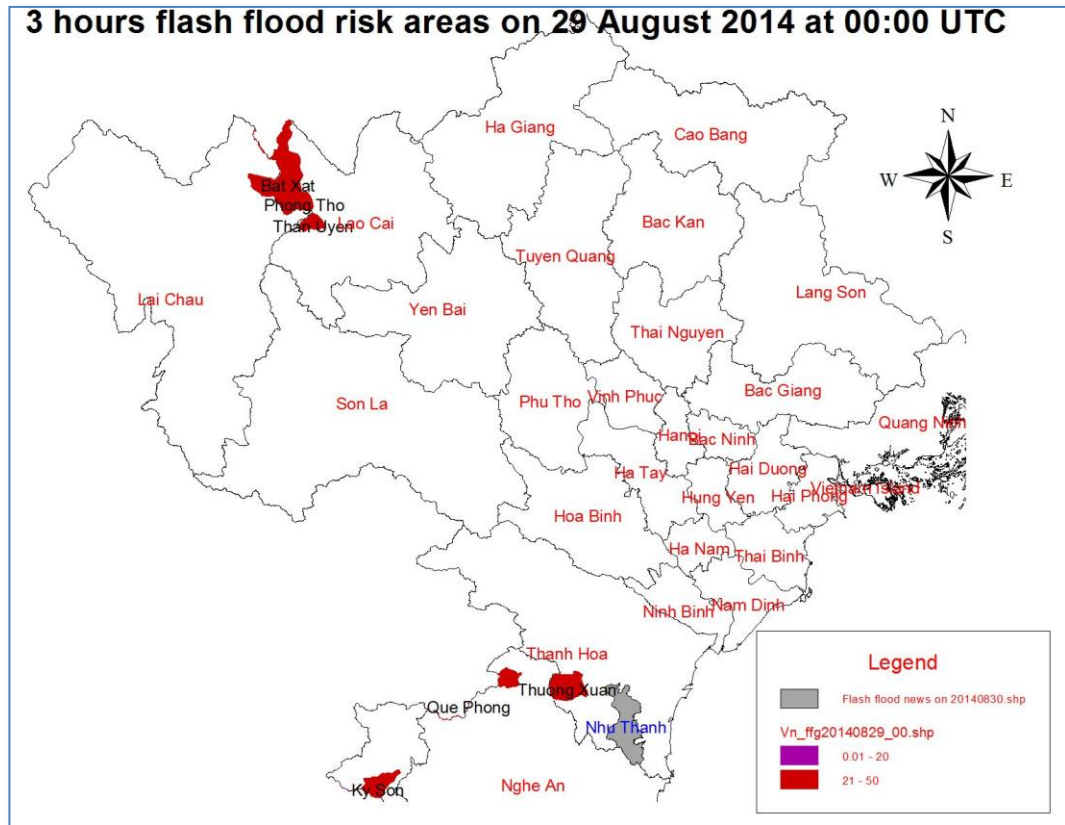 3 hours flash flood risk areas on 29 August 2014 at 00:00 UTC
Ha Giang
Cao Bang
N
W
E
S
Bat Xat
Phong Tho
Than Uyen
Lao Cai
Bac Kan
Tuyen Quang
Lai Chau
Yen Bai
Lang Son
Thai Nguyen
Son La
Phu Tho
Vinh Phuc
Bac Giang
Quang Ninh
Hanoi
Bac Ninh
Ha Tay
Hai Duong
Hung Yen
Hai Phong
Vietnam Island
Hoa Binh
Ha Nam
Thai Binh
Ninh Binh
Nam Dinh
Thanh Hoa
Thuong Xuan
Que Phong
Nhu Thanh
Ky Son
Nghe An
Legend
Flash flood news on 20140830.shp
Vn_ffg20140829_00.shp
0.01 - 20
21 - 50